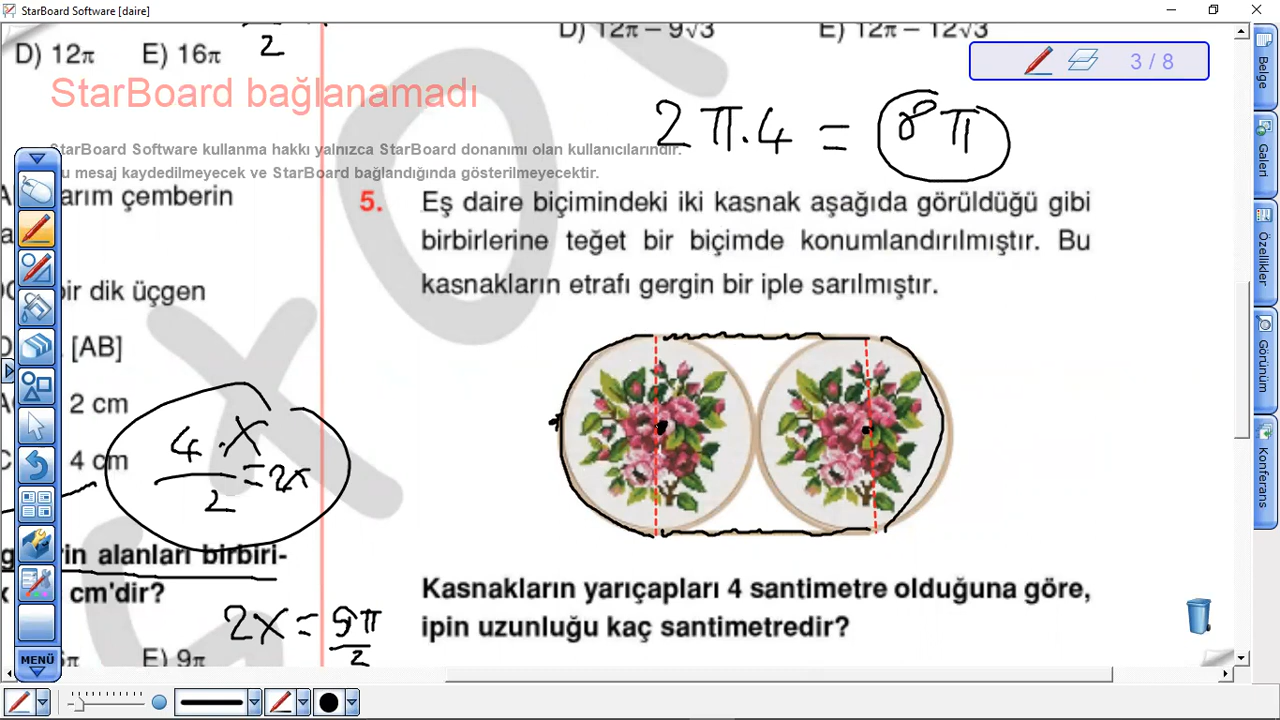 StarBoard Software [daire]
D) 12π E) 16π
2
D) 12π – 9√3 E) 12π – 12√3
3 / 8
StarBoard bağlanamadı
2 π . 4 = 8π
StarBoard Software kullanma hakkı yalnızca StarBoard donanımı olan kullanıcılarındır.
u mesaj kaydedilmeyecek ve StarBoard bağlandığında gösterilmeyecektir.
arım çemberin
bir dik üçgen
[AB]
2 cm
4 cm
4 . x
2
= 2x
in alanları birbiri-
cm'dir?
2x = 9π
2
E) 9π
5. Eş daire biçimindeki iki kasnak aşağıda görüldüğü gibi
birbirlerine teğet bir biçimde konumlandırılmıştır. Bu
kasnakların etrafı gergin bir iple sarılmıştır.
Kasnakların yarıçapları 4 santimetre olduğuna göre,
ipin uzunluğu kaç santimetredir?
MENÜ
Belge
Galeri
Özellikler
Görünüm
Konferans